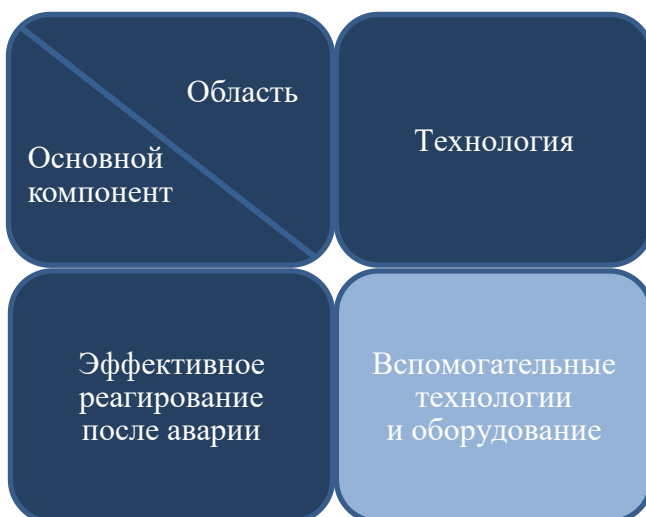 Область
Основной
компонент
Технология
Эффективное
реагирование
после аварии
Вспомогательные
технологии
и оборудование